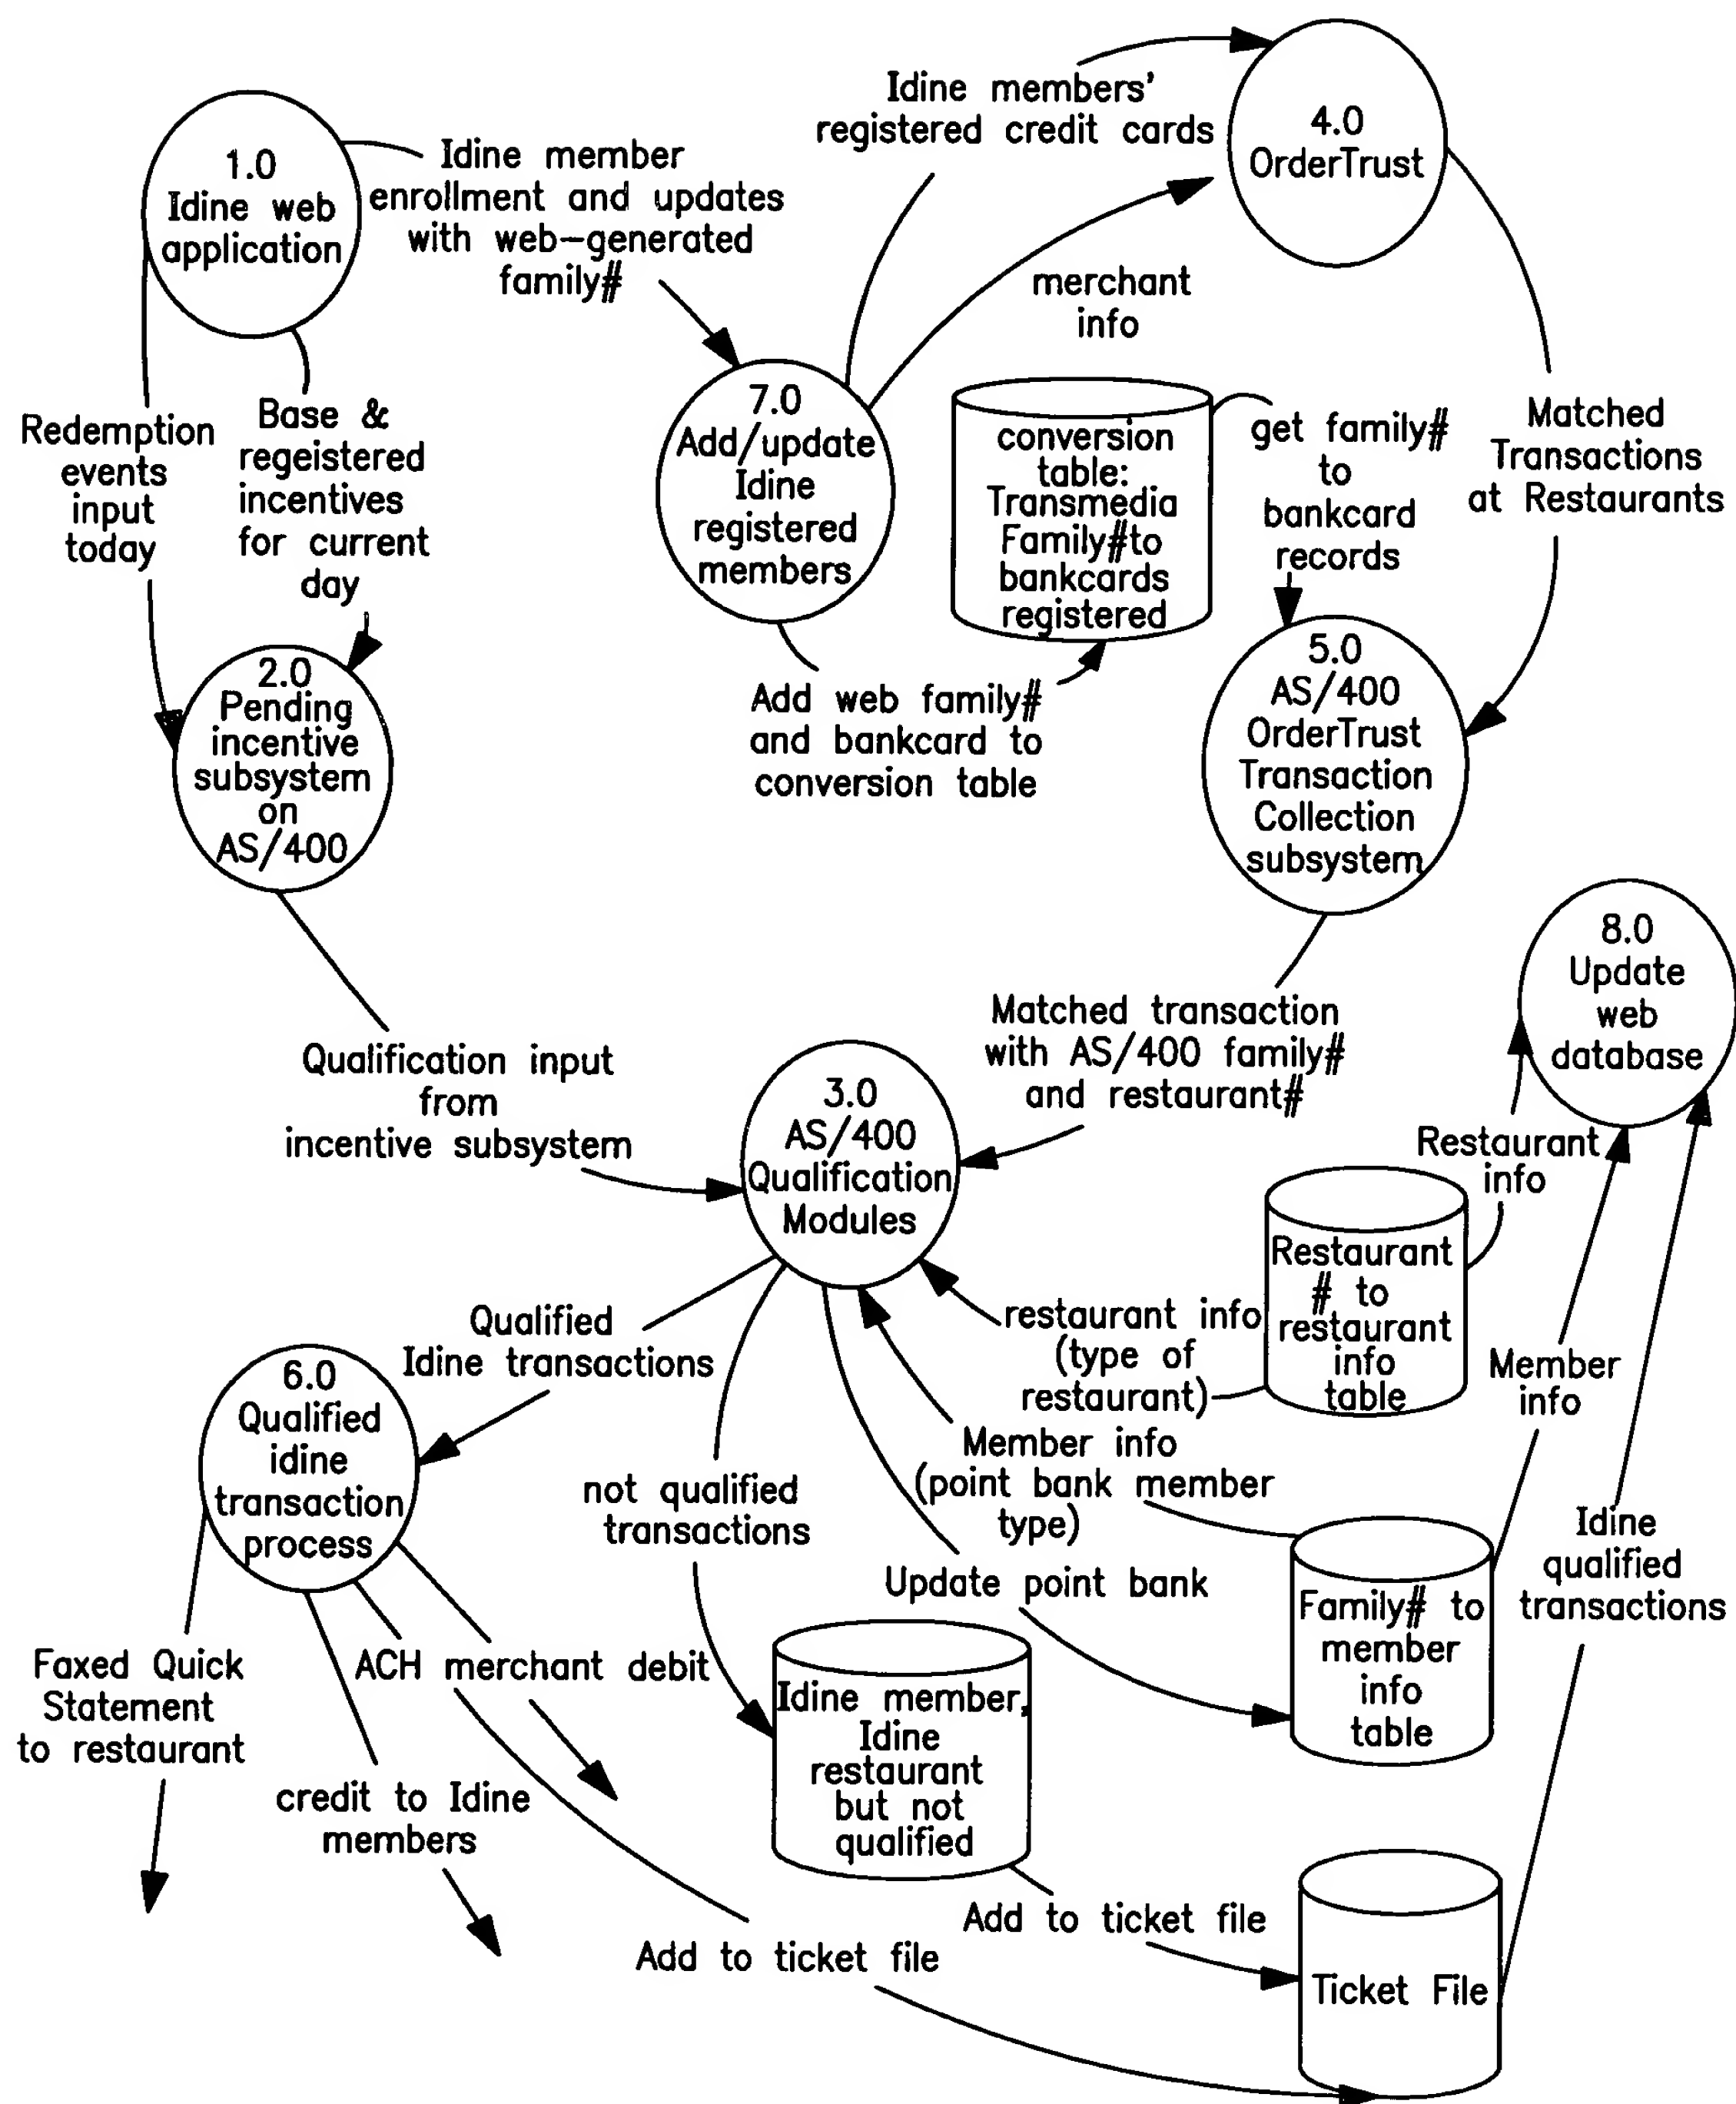 1.0
Idine web
application
Idine member
enrollment and updates
with web-generated
family#
Idine members'
registered credit cards
4.0
OrderTrust
merchant
info
Redemption
events
input
today
Base &
regeistered
incentives
for current
day
7.0
Add/update
Idine
registered
members
conversion
table:
Transmedia
Family#to
bankcards
registered
get family#
to
bankcard
records
Matched
Transactions
at Restaurants
2.0
Pending
incentive
subsystem
on
AS/400
Add web family#
and bankcard to
conversion table
5.0
AS/400
OrderTrust
Transaction
Collection
subsystem
8.0
Update
web
database
Qualification input
from
incentive subsystem
3.0
AS/400
Qualification
Modules
Matched transaction
with AS/400 family#
and restaurant#
Restaurant
info
Restaurant
# to
restaurant
info
table
restaurant info
(type of
restaurant)
Member
info
Qualified
Idine transactions
6.0
Qualified
idine
transaction
process
not qualified
transactions
Member info
(point bank member
type)
Update point bank
Family# to
member
info
table
Idine
qualified
transactions
Faxed Quick
Statement
to restaurant
ACH merchant debit
credit to Idine
members
Idine member,
Idine
restaurant
but not
qualified
Add to ticket file
Add to ticket file
Ticket File